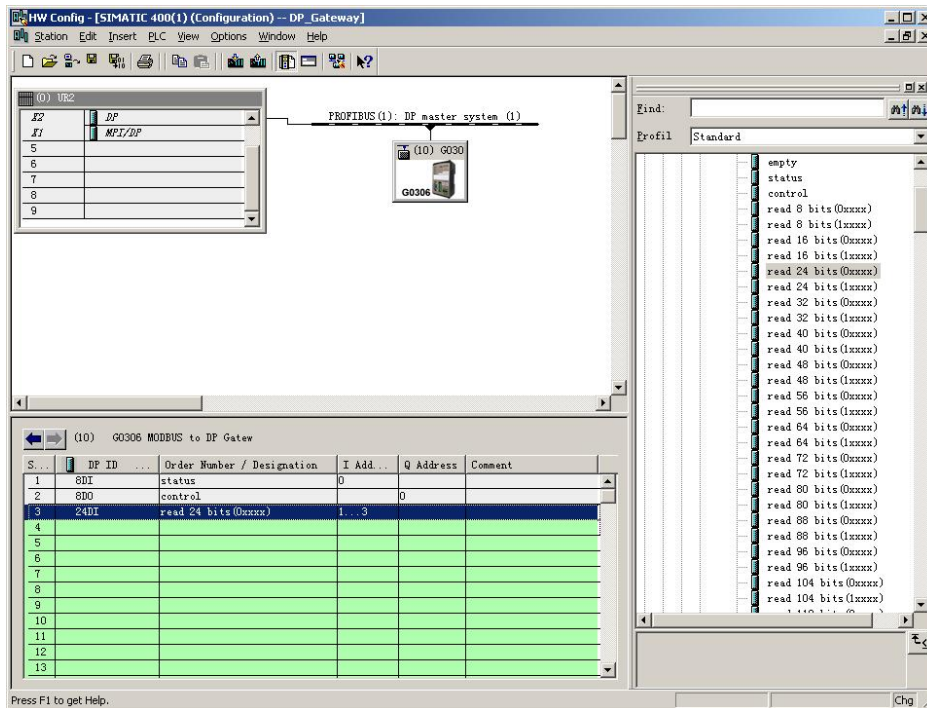 HW Config - [SIMATIC 400(1) (Configuration) -- DP_Gateway]
Station Edit Insert PLC View Options Window Help
(0) UR2
X2 DP
X1 MPI/DP
5
6
7
8
9
PROFIBUS(1): DP master system (1)
(10) G030
G0306
Find:
Profil Standard
empty
status
control
read 8 bits(0xxxx)
read 8 bits(1xxxx)
read 16 bits(0xxxx)
read 16 bits(1xxxx)
read 24 bits(0xxxx)
read 24 bits(1xxxx)
read 32 bits(0xxxx)
read 32 bits(1xxxx)
read 40 bits(0xxxx)
read 40 bits(1xxxx)
read 48 bits(0xxxx)
read 48 bits(1xxxx)
read 56 bits(0xxxx)
read 56 bits(1xxxx)
read 64 bits(0xxxx)
read 64 bits(1xxxx)
read 72 bits(0xxxx)
read 72 bits(1xxxx)
read 80 bits(0xxxx)
read 80 bits(1xxxx)
read 88 bits(0xxxx)
read 88 bits(1xxxx)
read 96 bits(0xxxx)
read 96 bits(1xxxx)
read 104 bits(0xxxx)
read 104 bits(1xxxx)
(10) G0306 MODBUS to DP Gatew
S... DP ID ... Order Number / Designation I Add... Q Address Comment
1 8DI status 0
2 8DO control 0
3 24DI read 24 bits(0xxxx) 1...3
4
5
6
7
8
9
10
11
12
13
Press F1 to get Help.
Chg